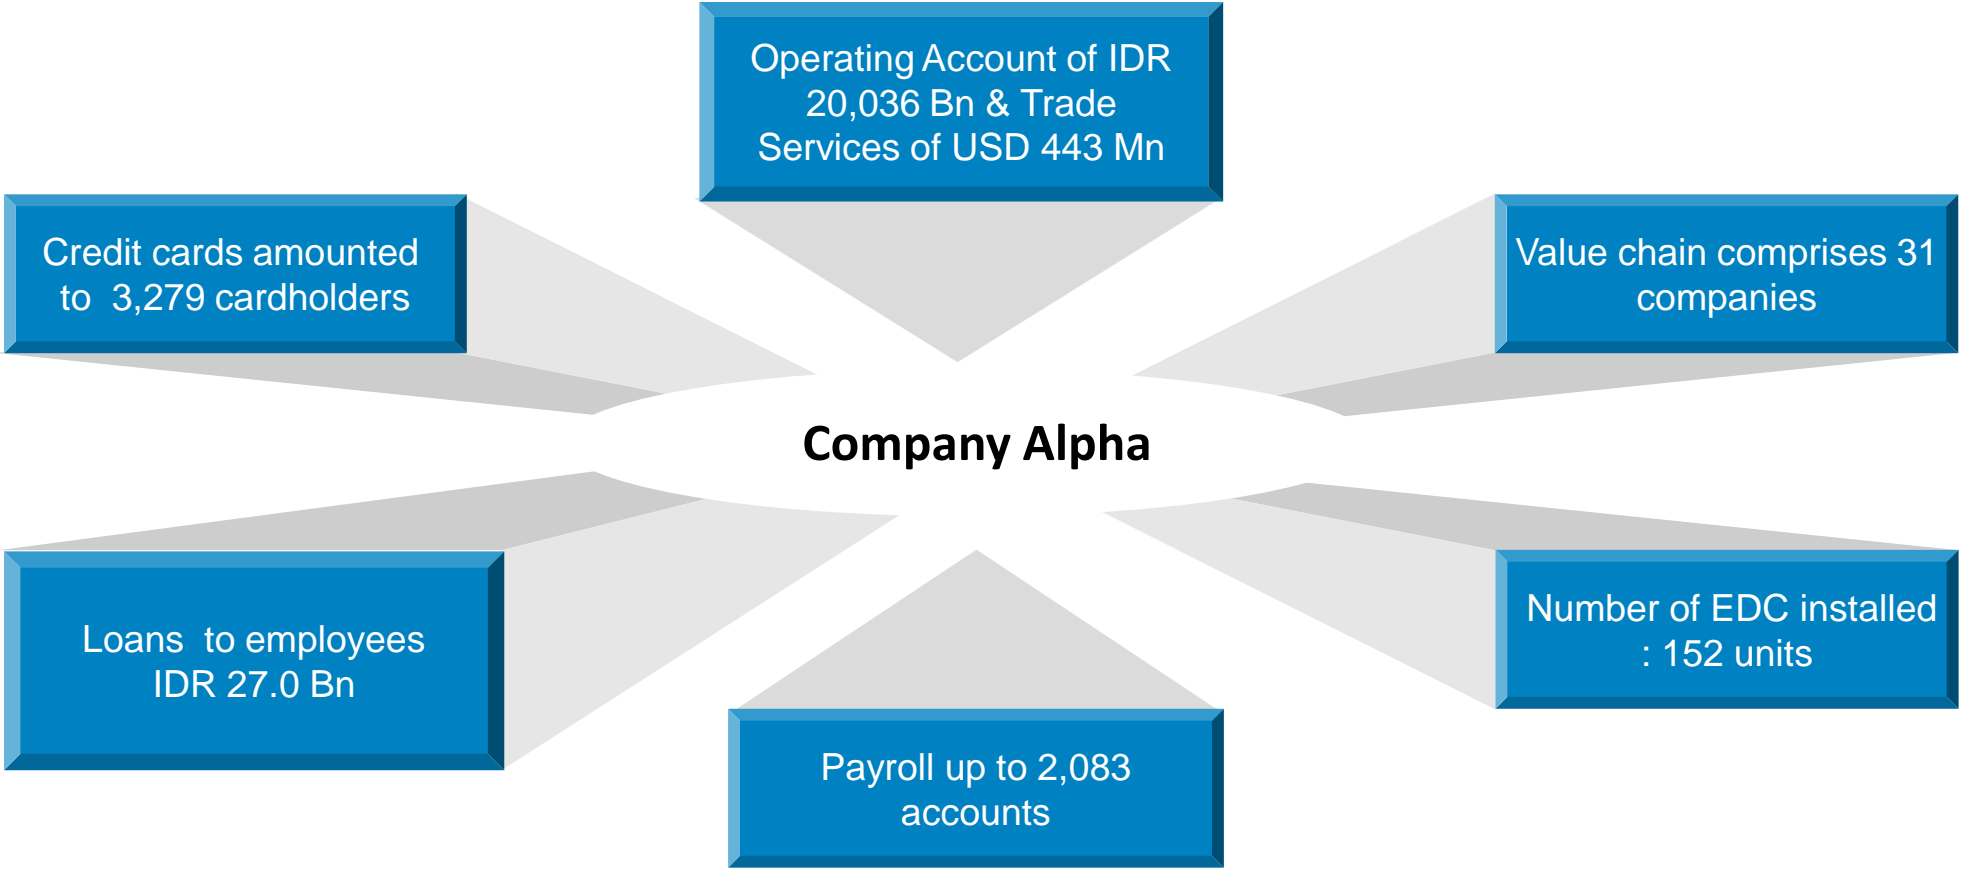 Operating Account of IDR
20,036 Bn & Trade
Services of USD 443 Mn
Credit cards amounted
to  3,279 cardholders
Value chain comprises 31
companies
Company Alpha
Loans  to employees
IDR 27.0 Bn
Number of EDC installed
: 152 units
Payroll up to 2,083
accounts